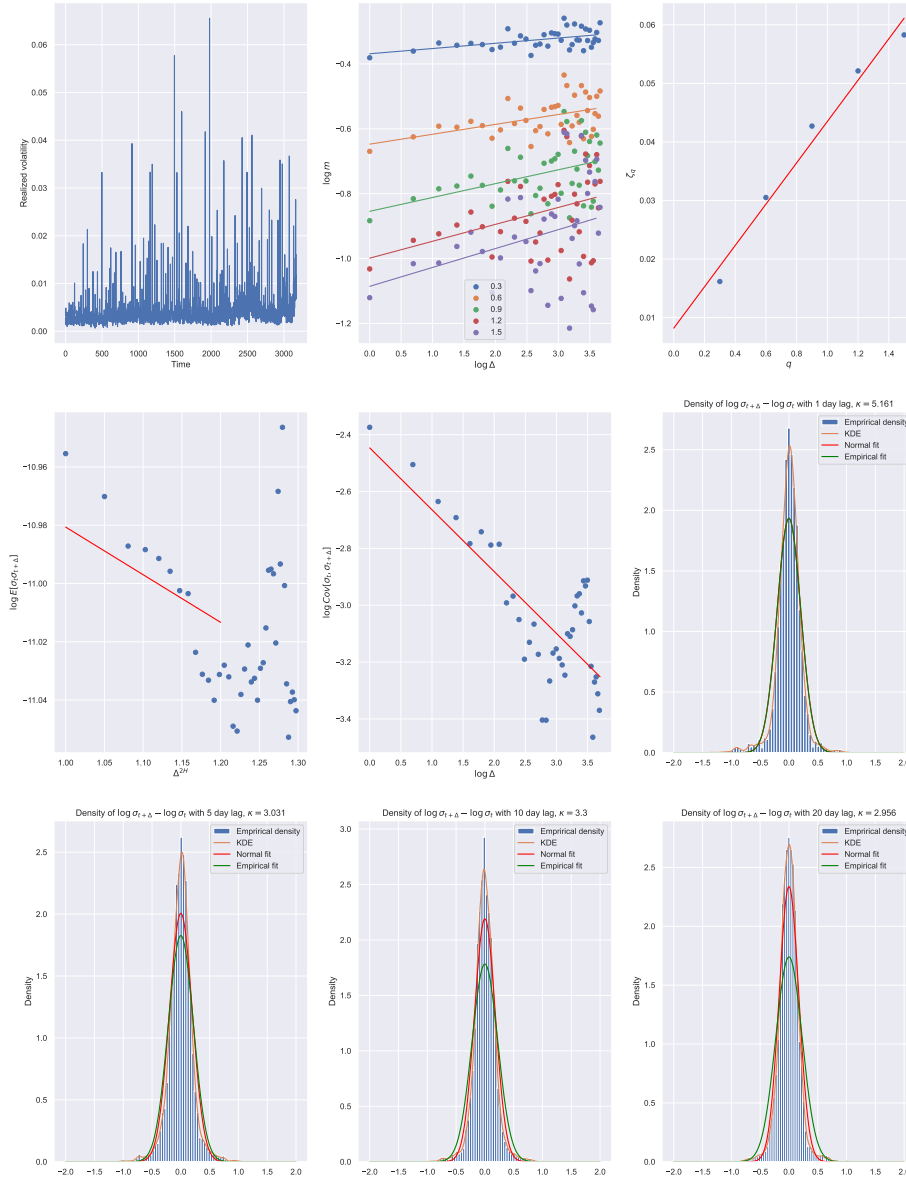 0.06
0.05
0.04
0.03
0.02
0.01
0.00
Realized volatility
0 500 1000 1500 2000 2500 3000
Time
−0.4
−0.6
−0.8
−1.0
−1.2
log m
0.3
0.6
0.9
1.2
1.5
0.0 0.5 1.0 1.5 2.0 2.5 3.0 3.5
log Δ
0.06
0.05
0.04
0.03
0.02
0.01
ζq
0.0 0.2 0.4 0.6 0.8 1.0 1.2 1.4
q
−10.96
−10.98
−11.00
−11.02
−11.04
log E[σtσt+Δ]
1.00 1.05 1.10 1.15 1.20 1.25 1.30
Δ2H
−2.4
−2.6
−2.8
−3.0
−3.2
−3.4
log Cov[σt, σt+Δ]
0.0 0.5 1.0 1.5 2.0 2.5 3.0 3.5
log Δ
Density of log σt+Δ − log σt with 1 day lag, κ = 5.161
Emprirical density
KDE
Normal fit
Empirical fit
2.5
2.0
1.5
1.0
0.5
0.0
Density
−2.0 −1.5 −1.0 −0.5 0.0 0.5 1.0 1.5 2.0
Density of log σt+Δ − log σt with 5 day lag, κ = 3.031
Emprirical density
KDE
Normal fit
Empirical fit
2.5
2.0
1.5
1.0
0.5
0.0
Density
−2.0 −1.5 −1.0 −0.5 0.0 0.5 1.0 1.5 2.0
Density of log σt+Δ − log σt with 10 day lag, κ = 3.3
Emprirical density
KDE
Normal fit
Empirical fit
3.0
2.5
2.0
1.5
1.0
0.5
0.0
Density
−2.0 −1.5 −1.0 −0.5 0.0 0.5 1.0 1.5 2.0
Density of log σt+Δ − log σt with 20 day lag, κ = 2.956
Emprirical density
KDE
Normal fit
Empirical fit
2.5
2.0
1.5
1.0
0.5
0.0
Density
−2.0 −1.5 −1.0 −0.5 0.0 0.5 1.0 1.5 2.0